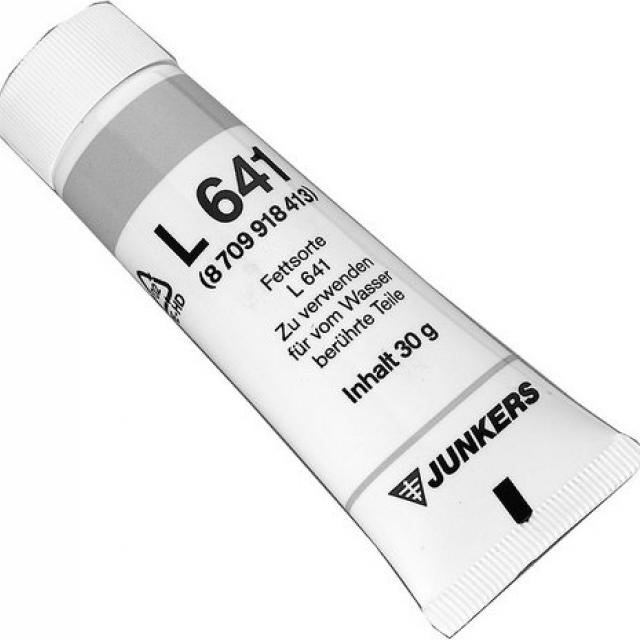 L 641
(8 709 918 413)
Fettsorte
L 641
Zu verwenden
für vom Wasser
berührte Teile
Inhalt 30 g
JUNKERS